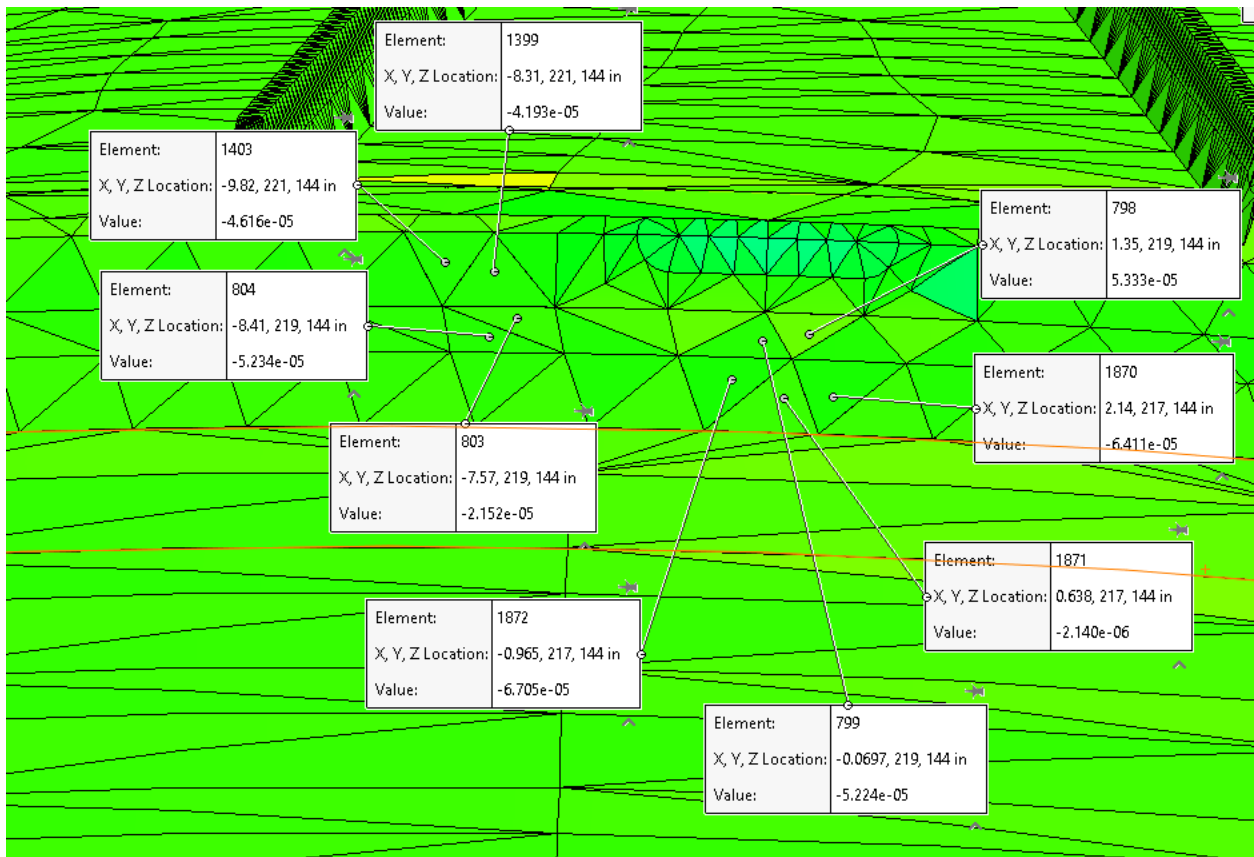 Element: 1399
X, Y, Z Location: -8.31, 221, 144 in
Value: -4.193e-05
Element: 1403
X, Y, Z Location: -9.82, 221, 144 in
Value: -4.616e-05
Element: 798
X, Y, Z Location: 1.35, 219, 144 in
Value: 5.333e-05
Element: 804
X, Y, Z Location: -8.41, 219, 144 in
Value: -5.234e-05
Element: 1870
X, Y, Z Location: 2.14, 217, 144 in
Value: -6.411e-05
Element: 803
X, Y, Z Location: -7.57, 219, 144 in
Value: -2.152e-05
Element: 1871
X, Y, Z Location: 0.638, 217, 144 in
Value: -2.140e-06
Element: 1872
X, Y, Z Location: -0.965, 217, 144 in
Value: -6.705e-05
Element: 799
X, Y, Z Location: -0.0697, 219, 144 in
Value: -5.224e-05